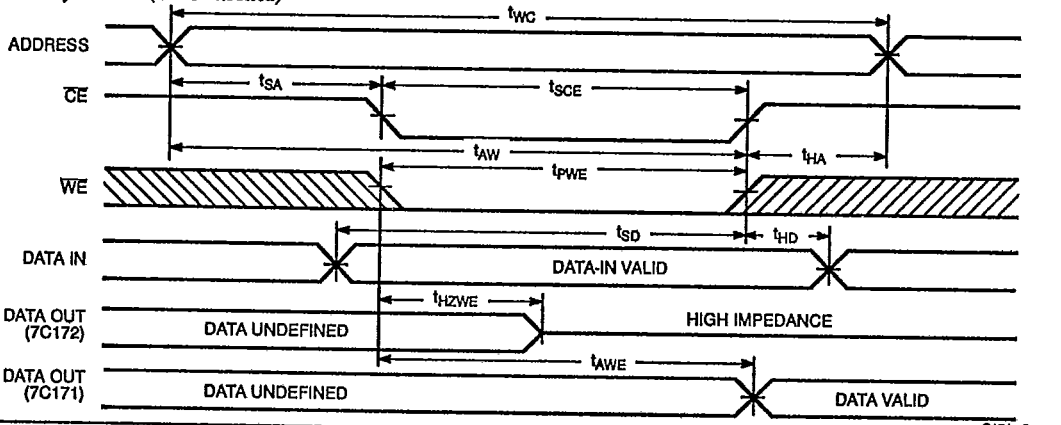 tWC
ADDRESS
tSA
tSCE
CE
tAW
tHA
tPWE
WE
tSD
tHD
DATA IN
DATA-IN VALID
tHZWE
DATA OUT
(7C172)
DATA UNDEFINED
HIGH IMPEDANCE
tAWE
DATA OUT
(7C171)
DATA UNDEFINED
DATA VALID